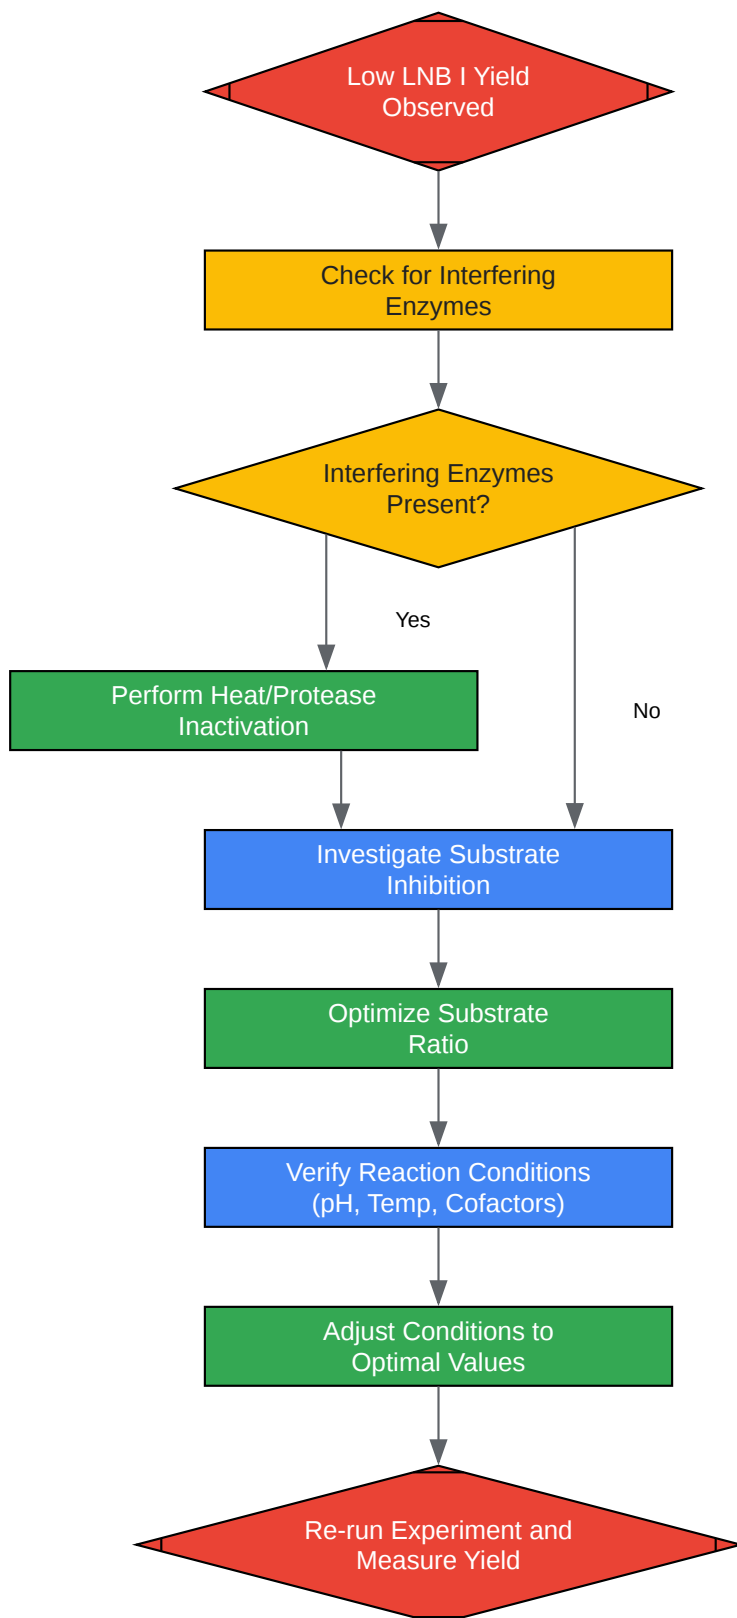 Low LNB I Yield
Observed
Check for Interfering
Enzymes
Interfering Enzymes
Present?
Yes
Perform Heat/Protease
Inactivation
No
Investigate Substrate
Inhibition
Optimize Substrate
Ratio
Verify Reaction Conditions
(pH, Temp, Cofactors)
Adjust Conditions to
Optimal Values
Re-run Experiment and
Measure Yield